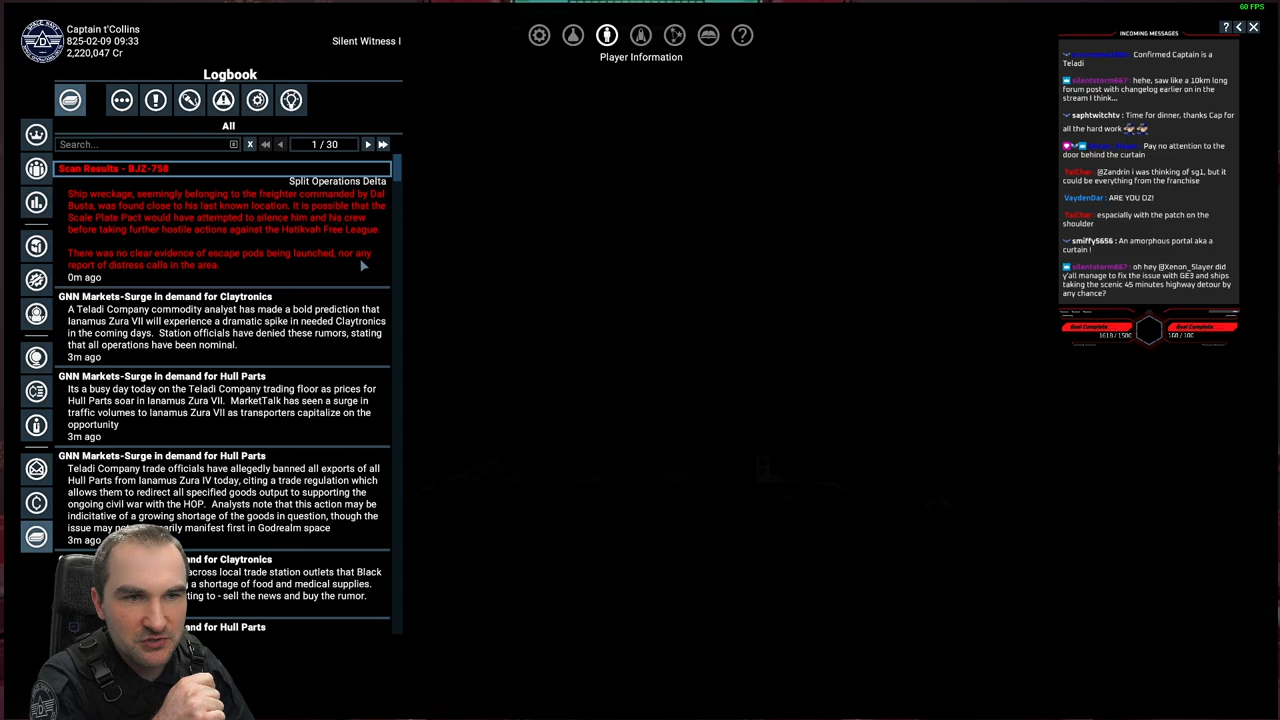 60 FPS
Captain t'Collins
825-02-09 09:33
2,220,047 Cr
Silent Witness I
Player Information
Logbook
All
Search...
X
1 / 30
Scan Results - BJZ-758
Split Operations Delta
Ship wreckage, seemingly belonging to the freighter commanded by Dal
Busta, was found close to his last known location. It is possible that the
Scale Plate Pact would have attempted to silence him and his crew
before taking further hostile actions against the Hatikvah Free League.
There was no clear evidence of escape pods being launched, nor any
report of distress calls in the area.
0m ago
GNN Markets-Surge in demand for Claytronics
A Teladi Company commodity analyst has made a bold prediction that
Ianamus Zura VII will experience a dramatic spike in needed Claytronics
in the coming days.  Station officials have denied these rumors, stating
that all operations have been nominal.
3m ago
GNN Markets-Surge in demand for Hull Parts
Its a busy day today on the Teladi Company trading floor as prices for
Hull Parts soar in Ianamus Zura VII.  MarketTalk has seen a surge in
traffic volumes to Ianamus Zura VII as transporters capitalize on the
opportunity
3m ago
GNN Markets-Surge in demand for Hull Parts
Teladi Company trade officials have allegedly banned all exports of all
Hull Parts from Ianamus Zura IV today, citing a trade regulation which
allows them to redirect all specified goods output to supporting the
ongoing civil war with the HOP.  Analysts note that this action may be
indicitative of a growing shortage of the goods in question, though the
issue may manifest first in Godrealm space
3m ago
demand for Claytronics
across local trade station outlets that Black
a shortage of food and medical supplies.
to - sell the news and buy the rumor.
demand for Hull Parts
INCOMING MESSAGES
? < X
Confirmed Captain is a
Teladi
silentstorm667 : hehe, saw like a 10km long
forum post with changelog earlier on in the
stream I think...
saphtwitchtv : Time for dinner, thanks Cap for
all the hard work
Pay no attention to the
door behind the curtain
TaiChar : @Zandrin i was thinking of sg1, but it
could be everything from the franchise
VaydenDar : ARE YOU DZ!
TaiChar : espacially with the patch on the
shoulder
smiffy5656 : An amorphous portal aka a
curtain !
silentstorm667 : oh hey @Xenon_Slayer did
y'all manage to fix the issue with GE3 and ships
taking the scenic 45 minutes highway detour by
any chance?
Goal Complete
Goal Complete
1618 / 1500
160 / 100